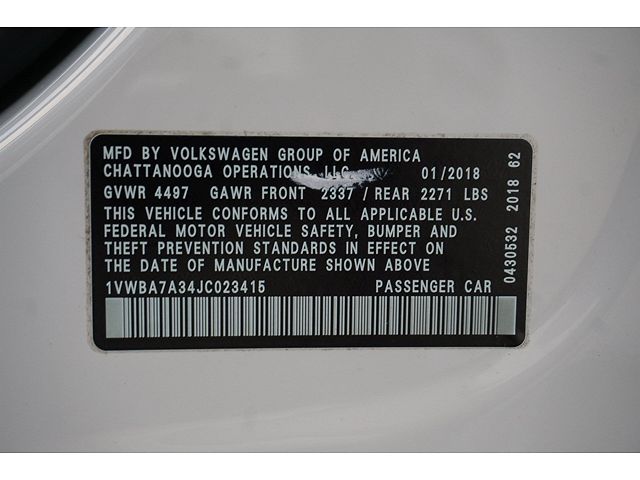 MFD BY VOLKSWAGEN GROUP OF AMERICA
CHATTANOOGA OPERATIONS, LLC 01/2018
GVWR 4497 GAWR FRONT 2337 / REAR 2271 LBS
THIS VEHICLE CONFORMS TO ALL APPLICABLE U.S.
FEDERAL MOTOR VEHICLE SAFETY, BUMPER AND
THEFT PREVENTION STANDARDS IN EFFECT ON
THE DATE OF MANUFACTURE SHOWN ABOVE
1VWBA7A34JC023415 PASSENGER CAR
0430532 2018 62